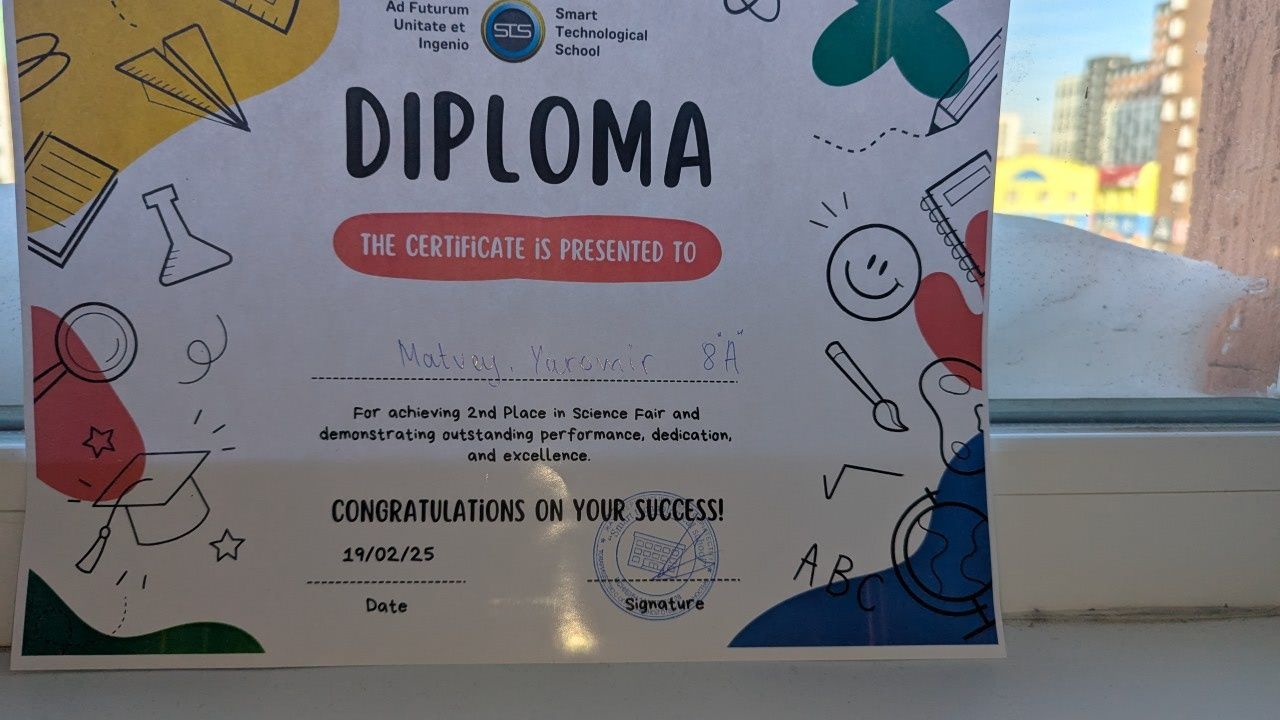 Ad Futurum
Unitate et
Ingenio
STS
Smart
Technological
School
DIPLOMA
THE CERTIFICATE IS PRESENTED TO
Matvey. Yarovair 8"A"
For achieving 2nd Place in Science Fair and
demonstrating outstanding performance, dedication,
and excellence.
CONGRATULATIONS ON YOUR SUCCESS!
19/02/25
Date
Signature
ABC